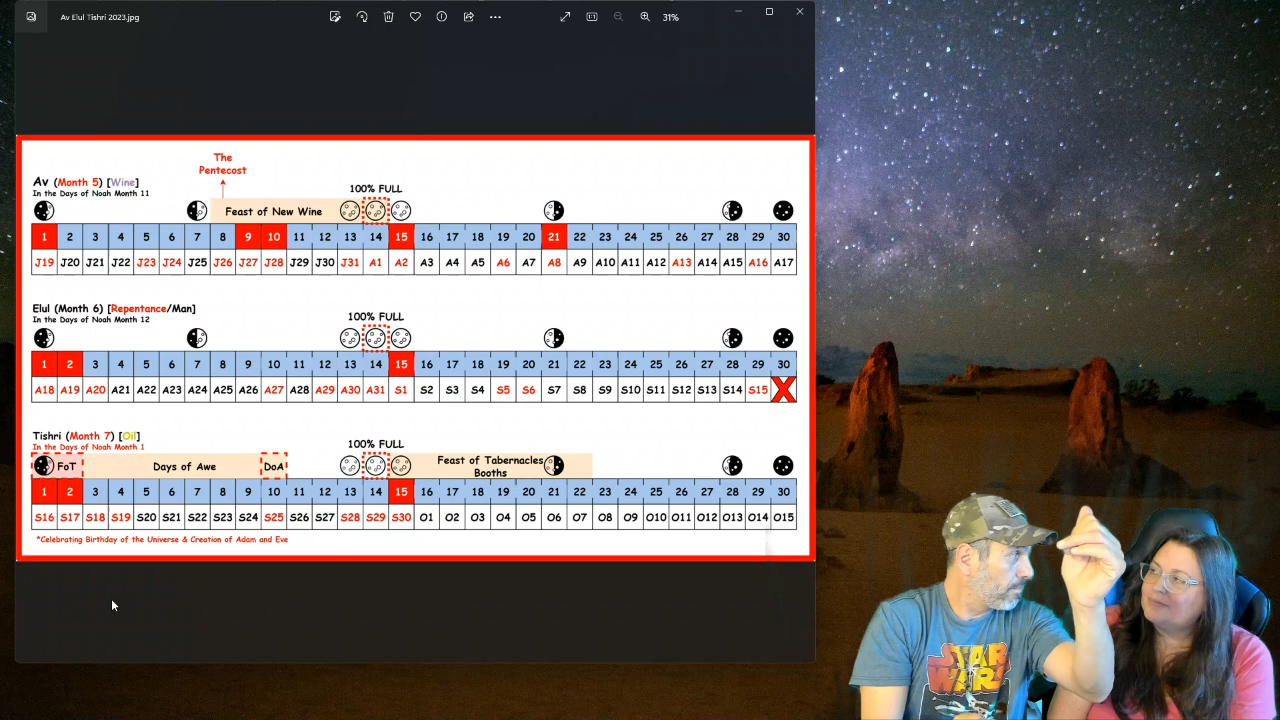 Av Elul Tishri 2023.jpg
31%
The
Pentecost
Av (Month 5) [Wine]
In the Days of Noah Month 11
100% FULL
Feast of New Wine
1 2 3 4 5 6 7 8 9 10 11 12 13 14 15 16 17 18 19 20 21 22 23 24 25 26 27 28 29 30
J19 J20 J21 J22 J23 J24 J25 J26 J27 J28 J29 J30 J31 A1 A2 A3 A4 A5 A6 A7 A8 A9 A10 A11 A12 A13 A14 A15 A16 A17
Elul (Month 6) [Repentance/Man]
In the Days of Noah Month 12
100% FULL
1 2 3 4 5 6 7 8 9 10 11 12 13 14 15 16 17 18 19 20 21 22 23 24 25 26 27 28 29 30
A18 A19 A20 A21 A22 A23 A24 A25 A26 A27 A28 A29 A30 A31 S1 S2 S3 S4 S5 S6 S7 S8 S9 S10 S11 S12 S13 S14 S15 X
Tishri (Month 7) [Oil]
In the Days of Noah Month 1
100% FULL
FoT Days of Awe DoA Feast of Tabernacles
Booths
1 2 3 4 5 6 7 8 9 10 11 12 13 14 15 16 17 18 19 20 21 22 23 24 25 26 27 28 29 30
S16 S17 S18 S19 S20 S21 S22 S23 S24 S25 S26 S27 S28 S29 S30 O1 O2 O3 O4 O5 O6 O7 O8 O9 O10 O11 O12 O13 O14 O15
*Celebrating Birthday of the Universe & Creation of Adam and Eve
STAR
WARS